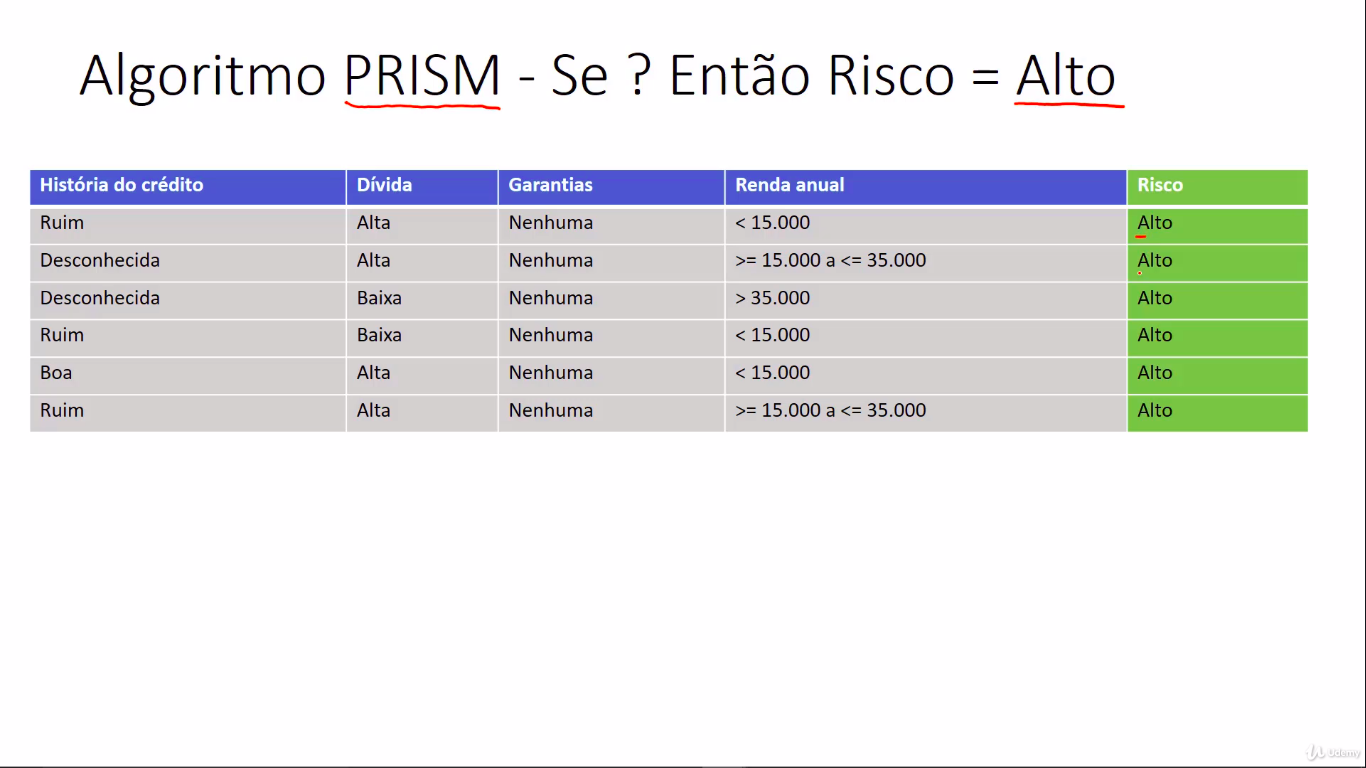 Algoritmo PRISM - Se ? Então Risco = Alto
História do crédito Dívida Garantias Renda anual Risco
Ruim Alta Nenhuma < 15.000 Alto
Desconhecida Alta Nenhuma >= 15.000 a <= 35.000 Alto
Desconhecida Baixa Nenhuma > 35.000 Alto
Ruim Baixa Nenhuma < 15.000 Alto
Boa Alta Nenhuma < 15.000 Alto
Ruim Alta Nenhuma >= 15.000 a <= 35.000 Alto
Udemy